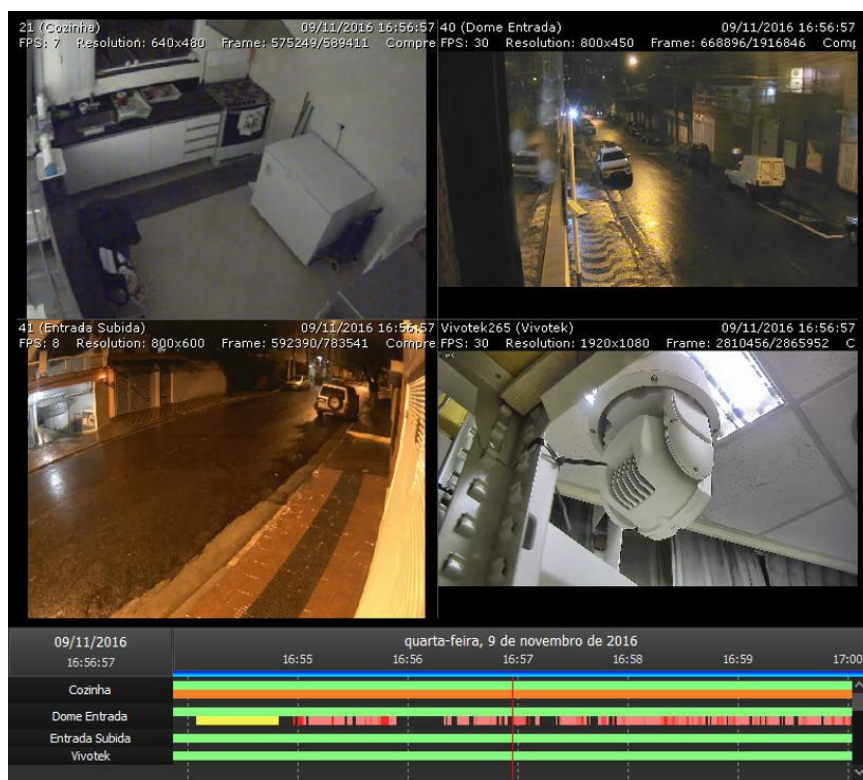 21 (Cozinha) 09/11/2016 16:56:57
FPS: 7 Resolution: 640x480 Frame: 575249/589411 Compre
40 (Dome Entrada) 09/11/2016 16:56:57
FPS: 30 Resolution: 800x450 Frame: 668896/1916846 Comp
41 (Entrada Subida) 09/11/2016 16:56:57
FPS: 8 Resolution: 800x600 Frame: 592390/783541 Compre
Vivotek265 (Vivotek) 09/11/2016 16:56:57
FPS: 30 Resolution: 1920x1080 Frame: 2810456/2865952 C
09/11/2016
16:56:57
quarta-feira, 9 de novembro de 2016
16:55 16:56 16:57 16:58 16:59 17:00
Cozinha
Dome Entrada
Entrada Subida
Vivotek